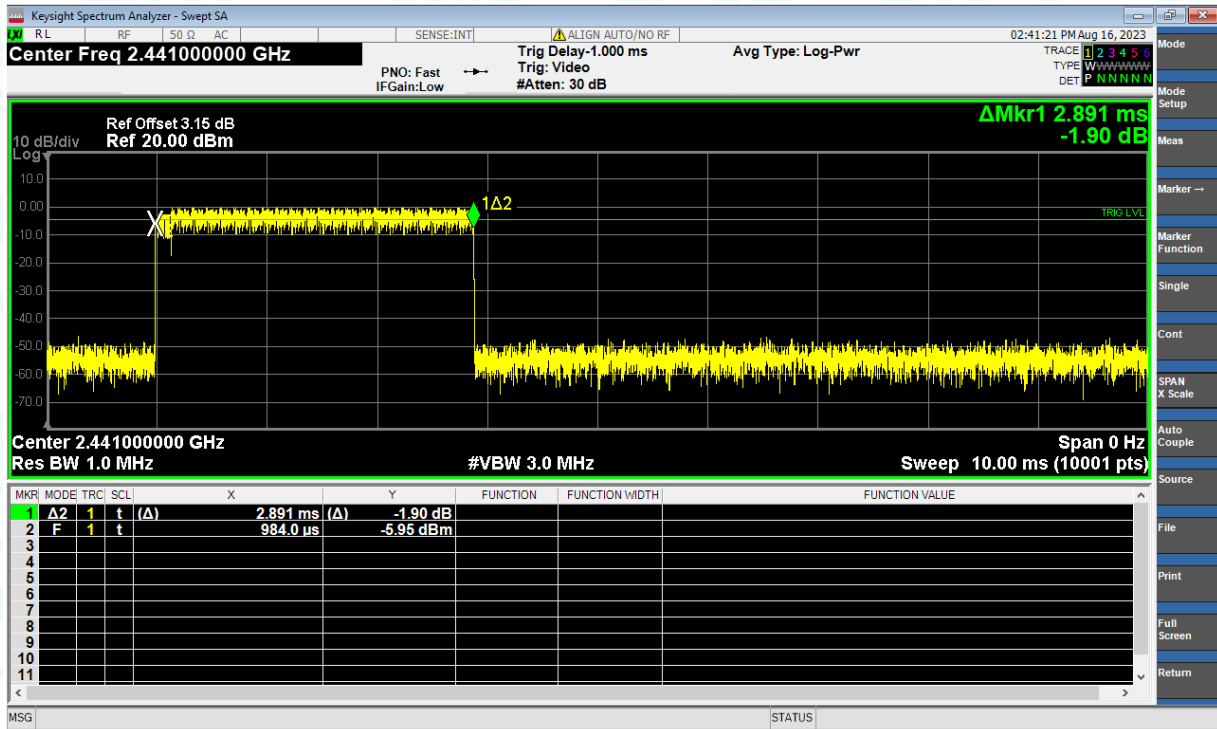 Keysight Spectrum Analyzer - Swept SA
LXI RL RF 50 Ω AC SENSE:INT ALIGN AUTO/NO RF 02:41:21 PM Aug 16, 2023
Center Freq 2.441000000 GHz
PNO: Fast
IFGain:Low
Trig Delay-1.000 ms
Trig: Video
#Atten: 30 dB
Avg Type: Log-Pwr
TRACE 1 2 3 4 5 6
TYPE WWWWWW
DET P N N N N N
ΔMkr1 2.891 ms
-1.90 dB
Ref Offset 3.15 dB
10 dB/div Ref 20.00 dBm
Log
10.0
0.00
-10.0
-20.0
-30.0
-40.0
-50.0
-60.0
-70.0
X
1Δ2
TRIG LVL
Center 2.441000000 GHz Span 0 Hz
Res BW 1.0 MHz #VBW 3.0 MHz Sweep 10.00 ms (10001 pts)
MKR MODE TRC SCL X Y FUNCTION FUNCTION WIDTH FUNCTION VALUE
1 Δ2 1 t (Δ) 2.891 ms (Δ) -1.90 dB
2 F 1 t 984.0 µs -5.95 dBm
3
4
5
6
7
8
9
10
11
MSG STATUS
Mode
Mode
Setup
Meas
Marker →
Marker
Function
Single
Cont
SPAN
X Scale
Auto
Couple
Source
File
Print
Full
Screen
Return